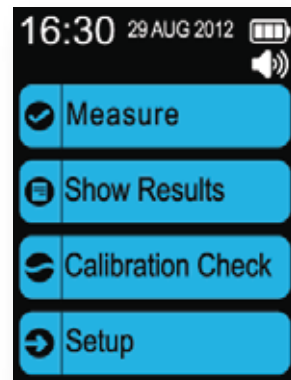 16:30 29 AUG 2012
Measure
Show Results
Calibration Check
Setup